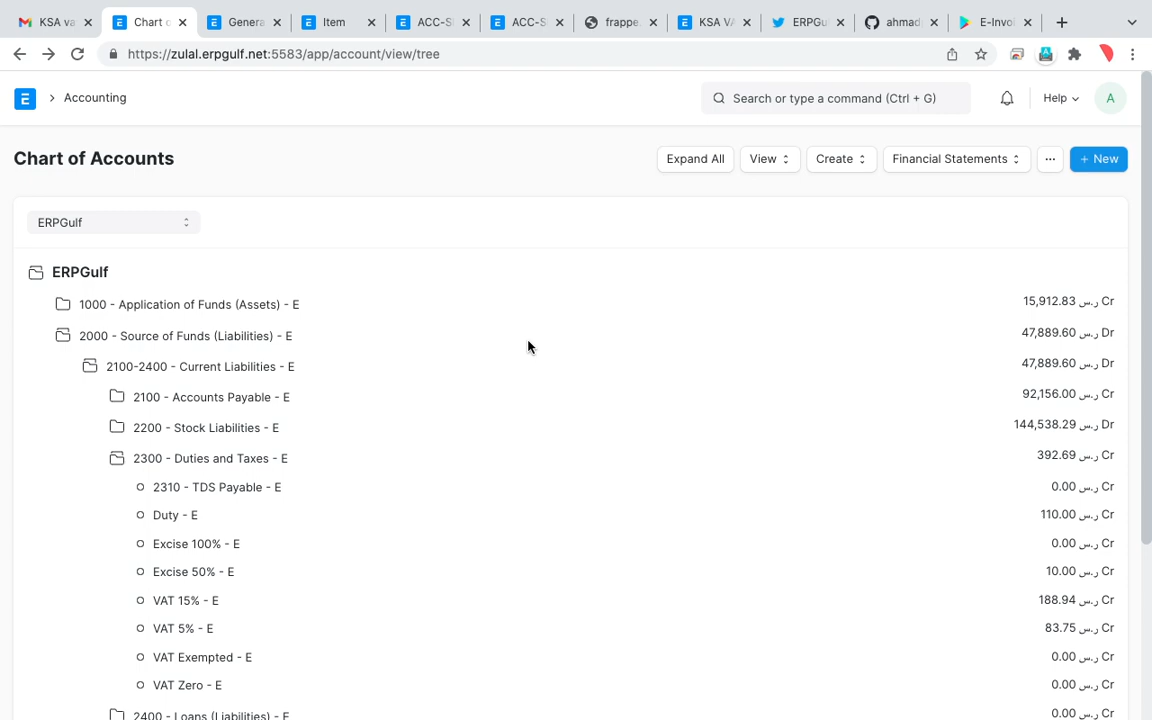 KSA va
Chart o
Genera
Item
ACC-S
ACC-S
frappe.
KSA VA
ERPGu
ahmad
E-Invoi
https://zulal.erpgulf.net:5583/app/account/view/tree
E
Accounting
Search or type a command (Ctrl + G)
Help
A
Chart of Accounts
Expand All
View
Create
Financial Statements
...
+ New
ERPGulf
ERPGulf
1000 - Application of Funds (Assets) - E
15,912.83 ر.س Cr
2000 - Source of Funds (Liabilities) - E
47,889.60 ر.س Dr
2100-2400 - Current Liabilities - E
47,889.60 ر.س Dr
2100 - Accounts Payable - E
92,156.00 ر.س Cr
2200 - Stock Liabilities - E
144,538.29 ر.س Dr
2300 - Duties and Taxes - E
392.69 ر.س Cr
2310 - TDS Payable - E
0.00 ر.س Cr
Duty - E
110.00 ر.س Cr
Excise 100% - E
0.00 ر.س Cr
Excise 50% - E
10.00 ر.س Cr
VAT 15% - E
188.94 ر.س Cr
VAT 5% - E
83.75 ر.س Cr
VAT Exempted - E
0.00 ر.س Cr
VAT Zero - E
0.00 ر.س Cr
2400 - Loans (Liabilities) - E
0.00 ر.س Cr